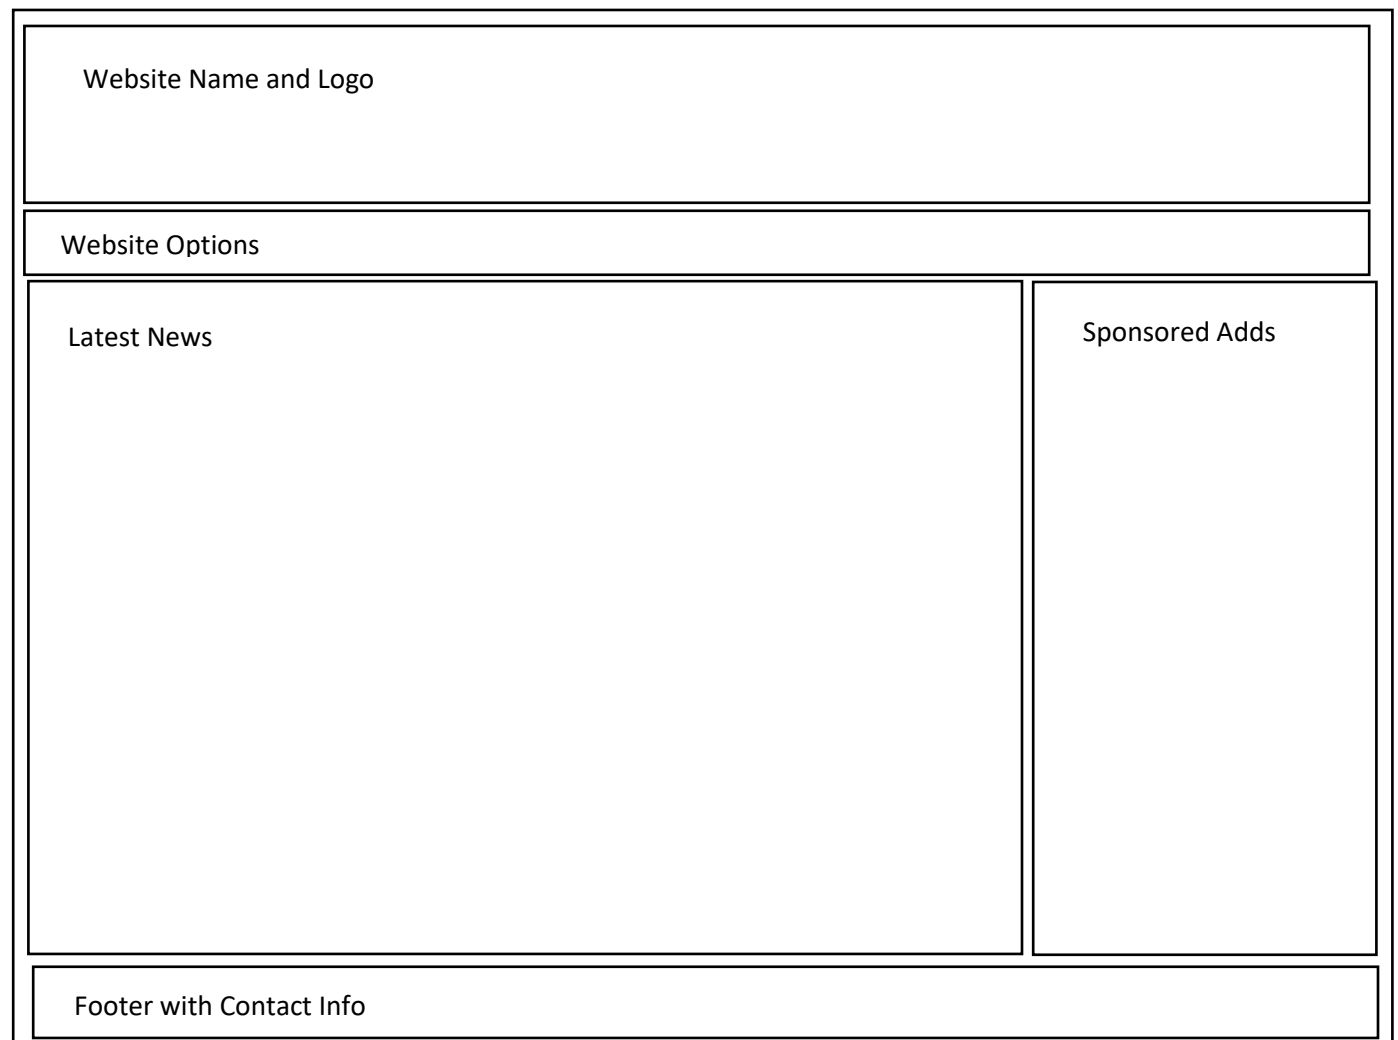 Website Name and Logo
Website Options
Latest News
Sponsored Adds
Footer with Contact Info